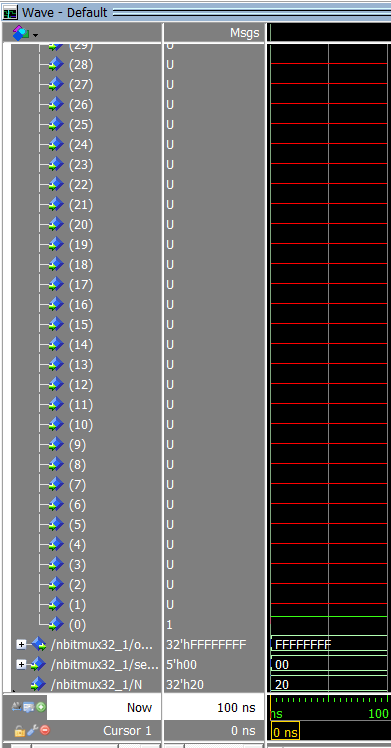 Wave - Default
Msgs
(29) U
(28) U
(27) U
(26) U
(25) U
(24) U
(23) U
(22) U
(21) U
(20) U
(19) U
(18) U
(17) U
(16) U
(15) U
(14) U
(13) U
(12) U
(11) U
(10) U
(9) U
(8) U
(7) U
(6) U
(5) U
(4) U
(3) U
(2) U
(1) U
(0) 1
/nbitmux32_1/o... 32'hFFFFFFFF FFFFFFFF
/nbitmux32_1/se... 5'h00 00
/nbitmux32_1/N 32'h20 20
Now 100 ns ns 100
Cursor 1 0 ns 0 ns